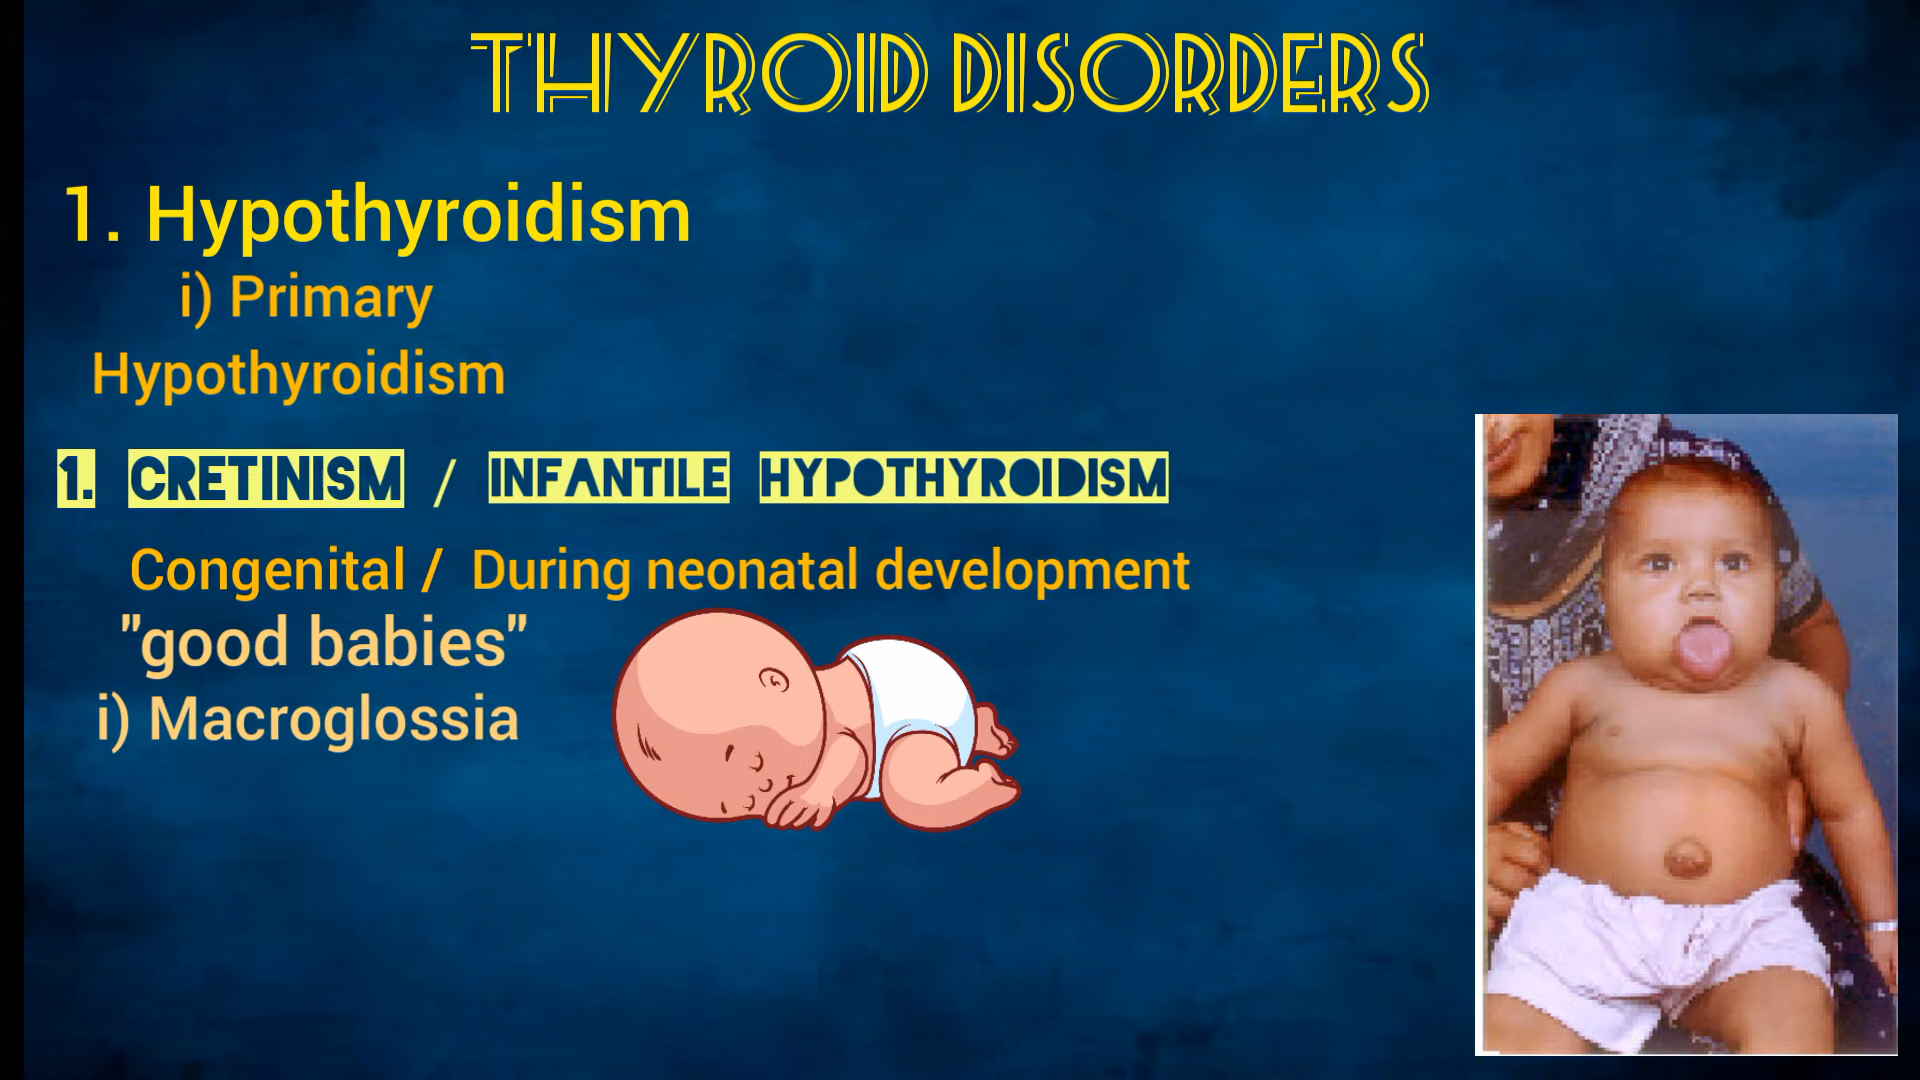 THYROID DISORDERS
1. Hypothyroidism
i) Primary
Hypothyroidism
1. CRETINISM / INFANTILE HYPOTHYROIDISM
Congenital / During neonatal development
"good babies"
i) Macroglossia